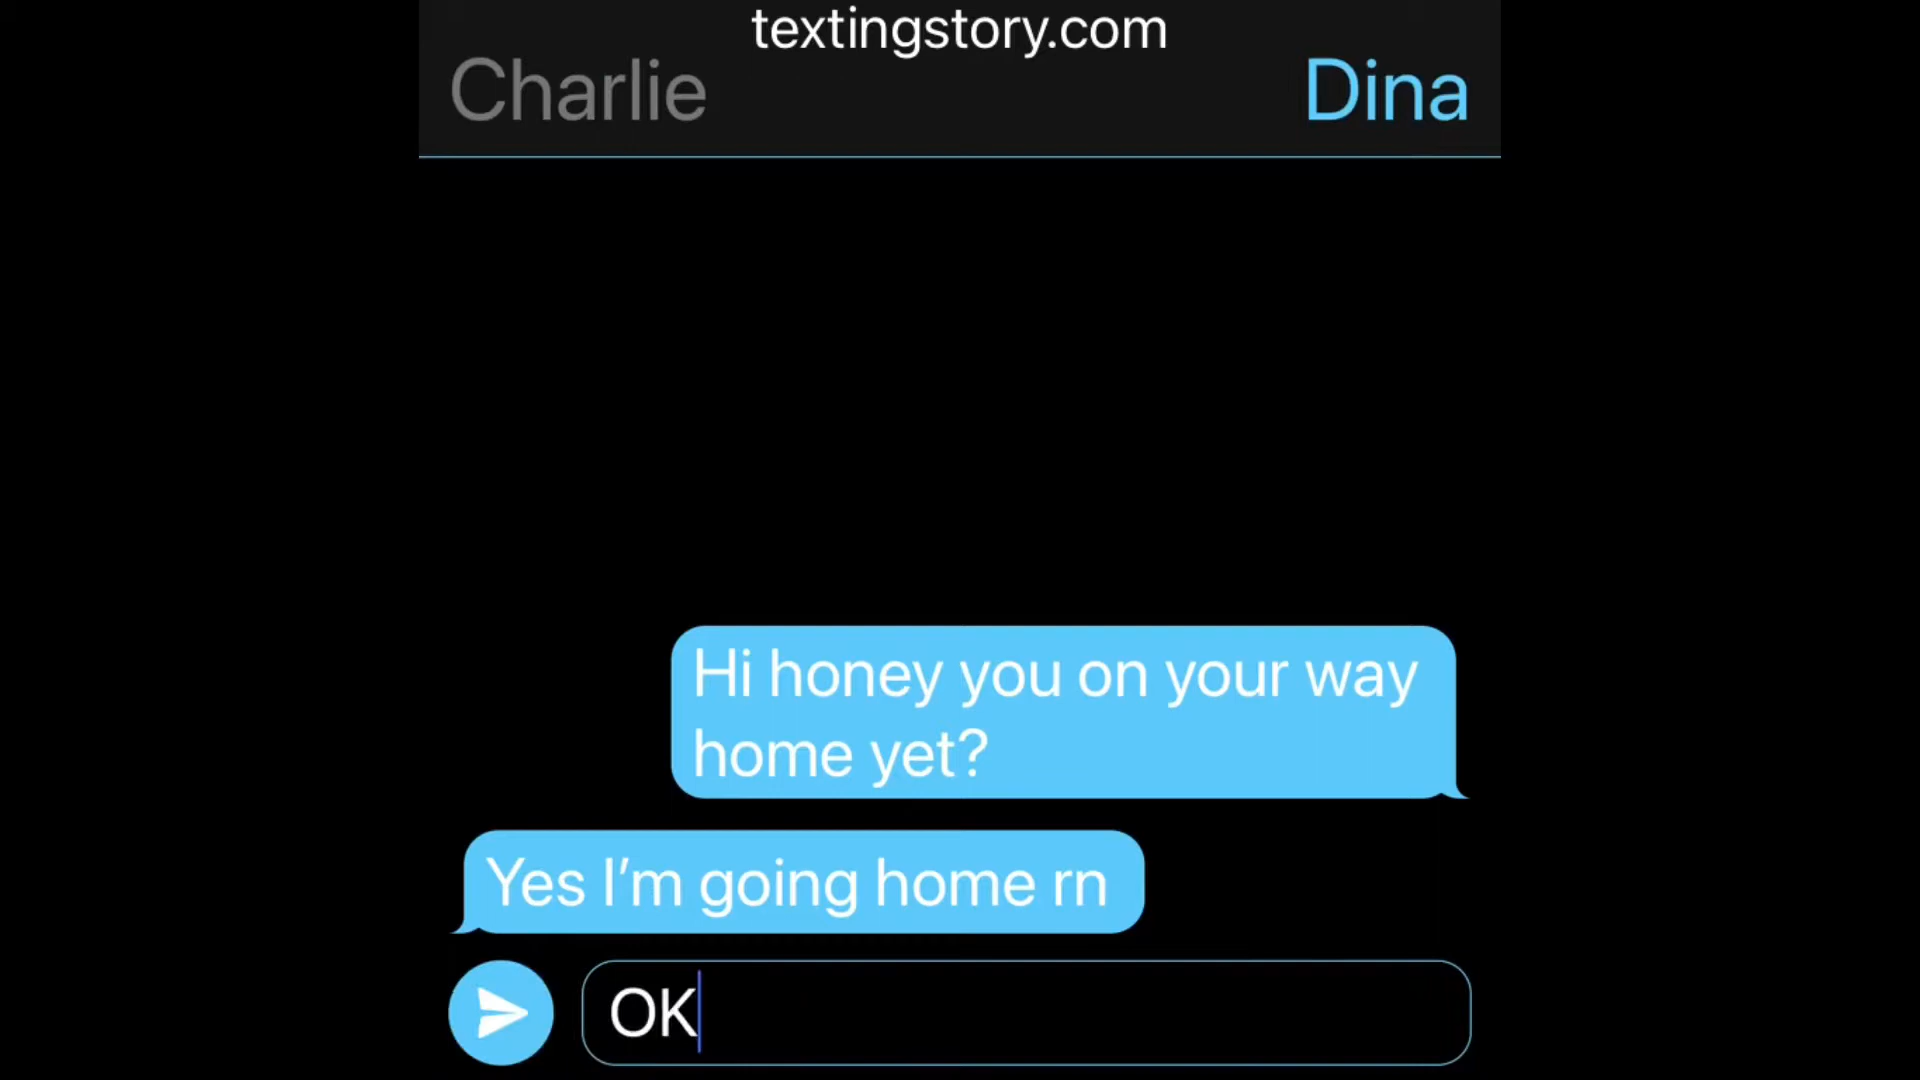 textingstory.com
Charlie
Dina
Hi honey you on your way
home yet?
Yes I’m going home rn
OK